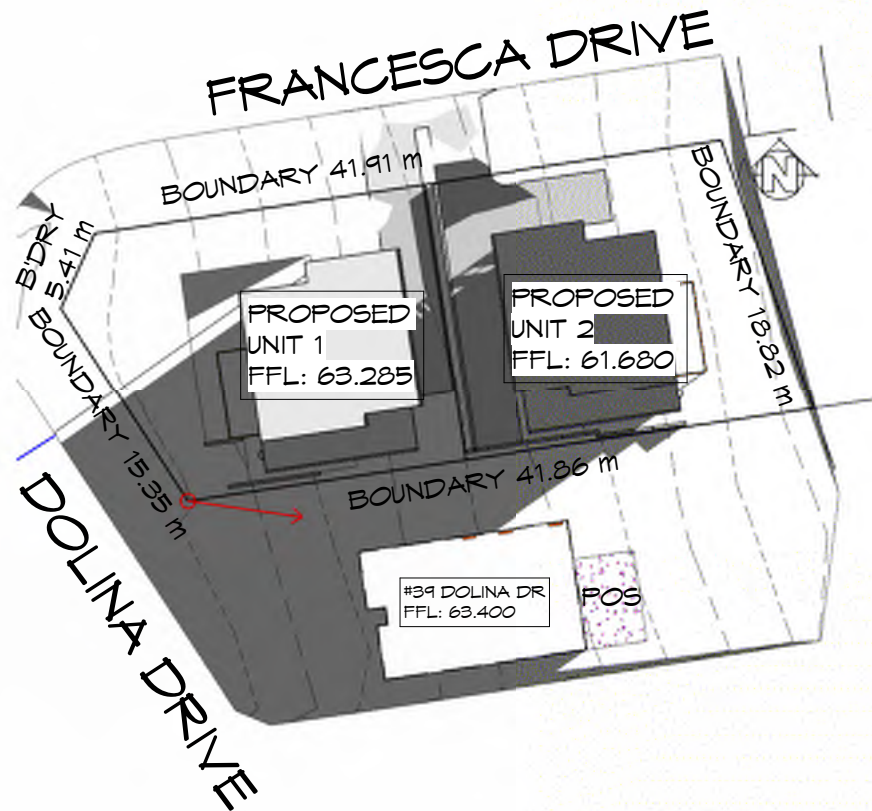 FRANCESCA DRIVE
BOUNDARY 41.91 m
N
B'DRY
5.41 m
BOUNDARY 18.82 m
PROPOSED
UNIT 1
FFL: 63.285
PROPOSED
UNIT 2
FFL: 61.680
BOUNDARY 15.35 m
BOUNDARY 41.86 m
DOLINA DRIVE
#39 DOLINA DR
FFL: 63.400
POS